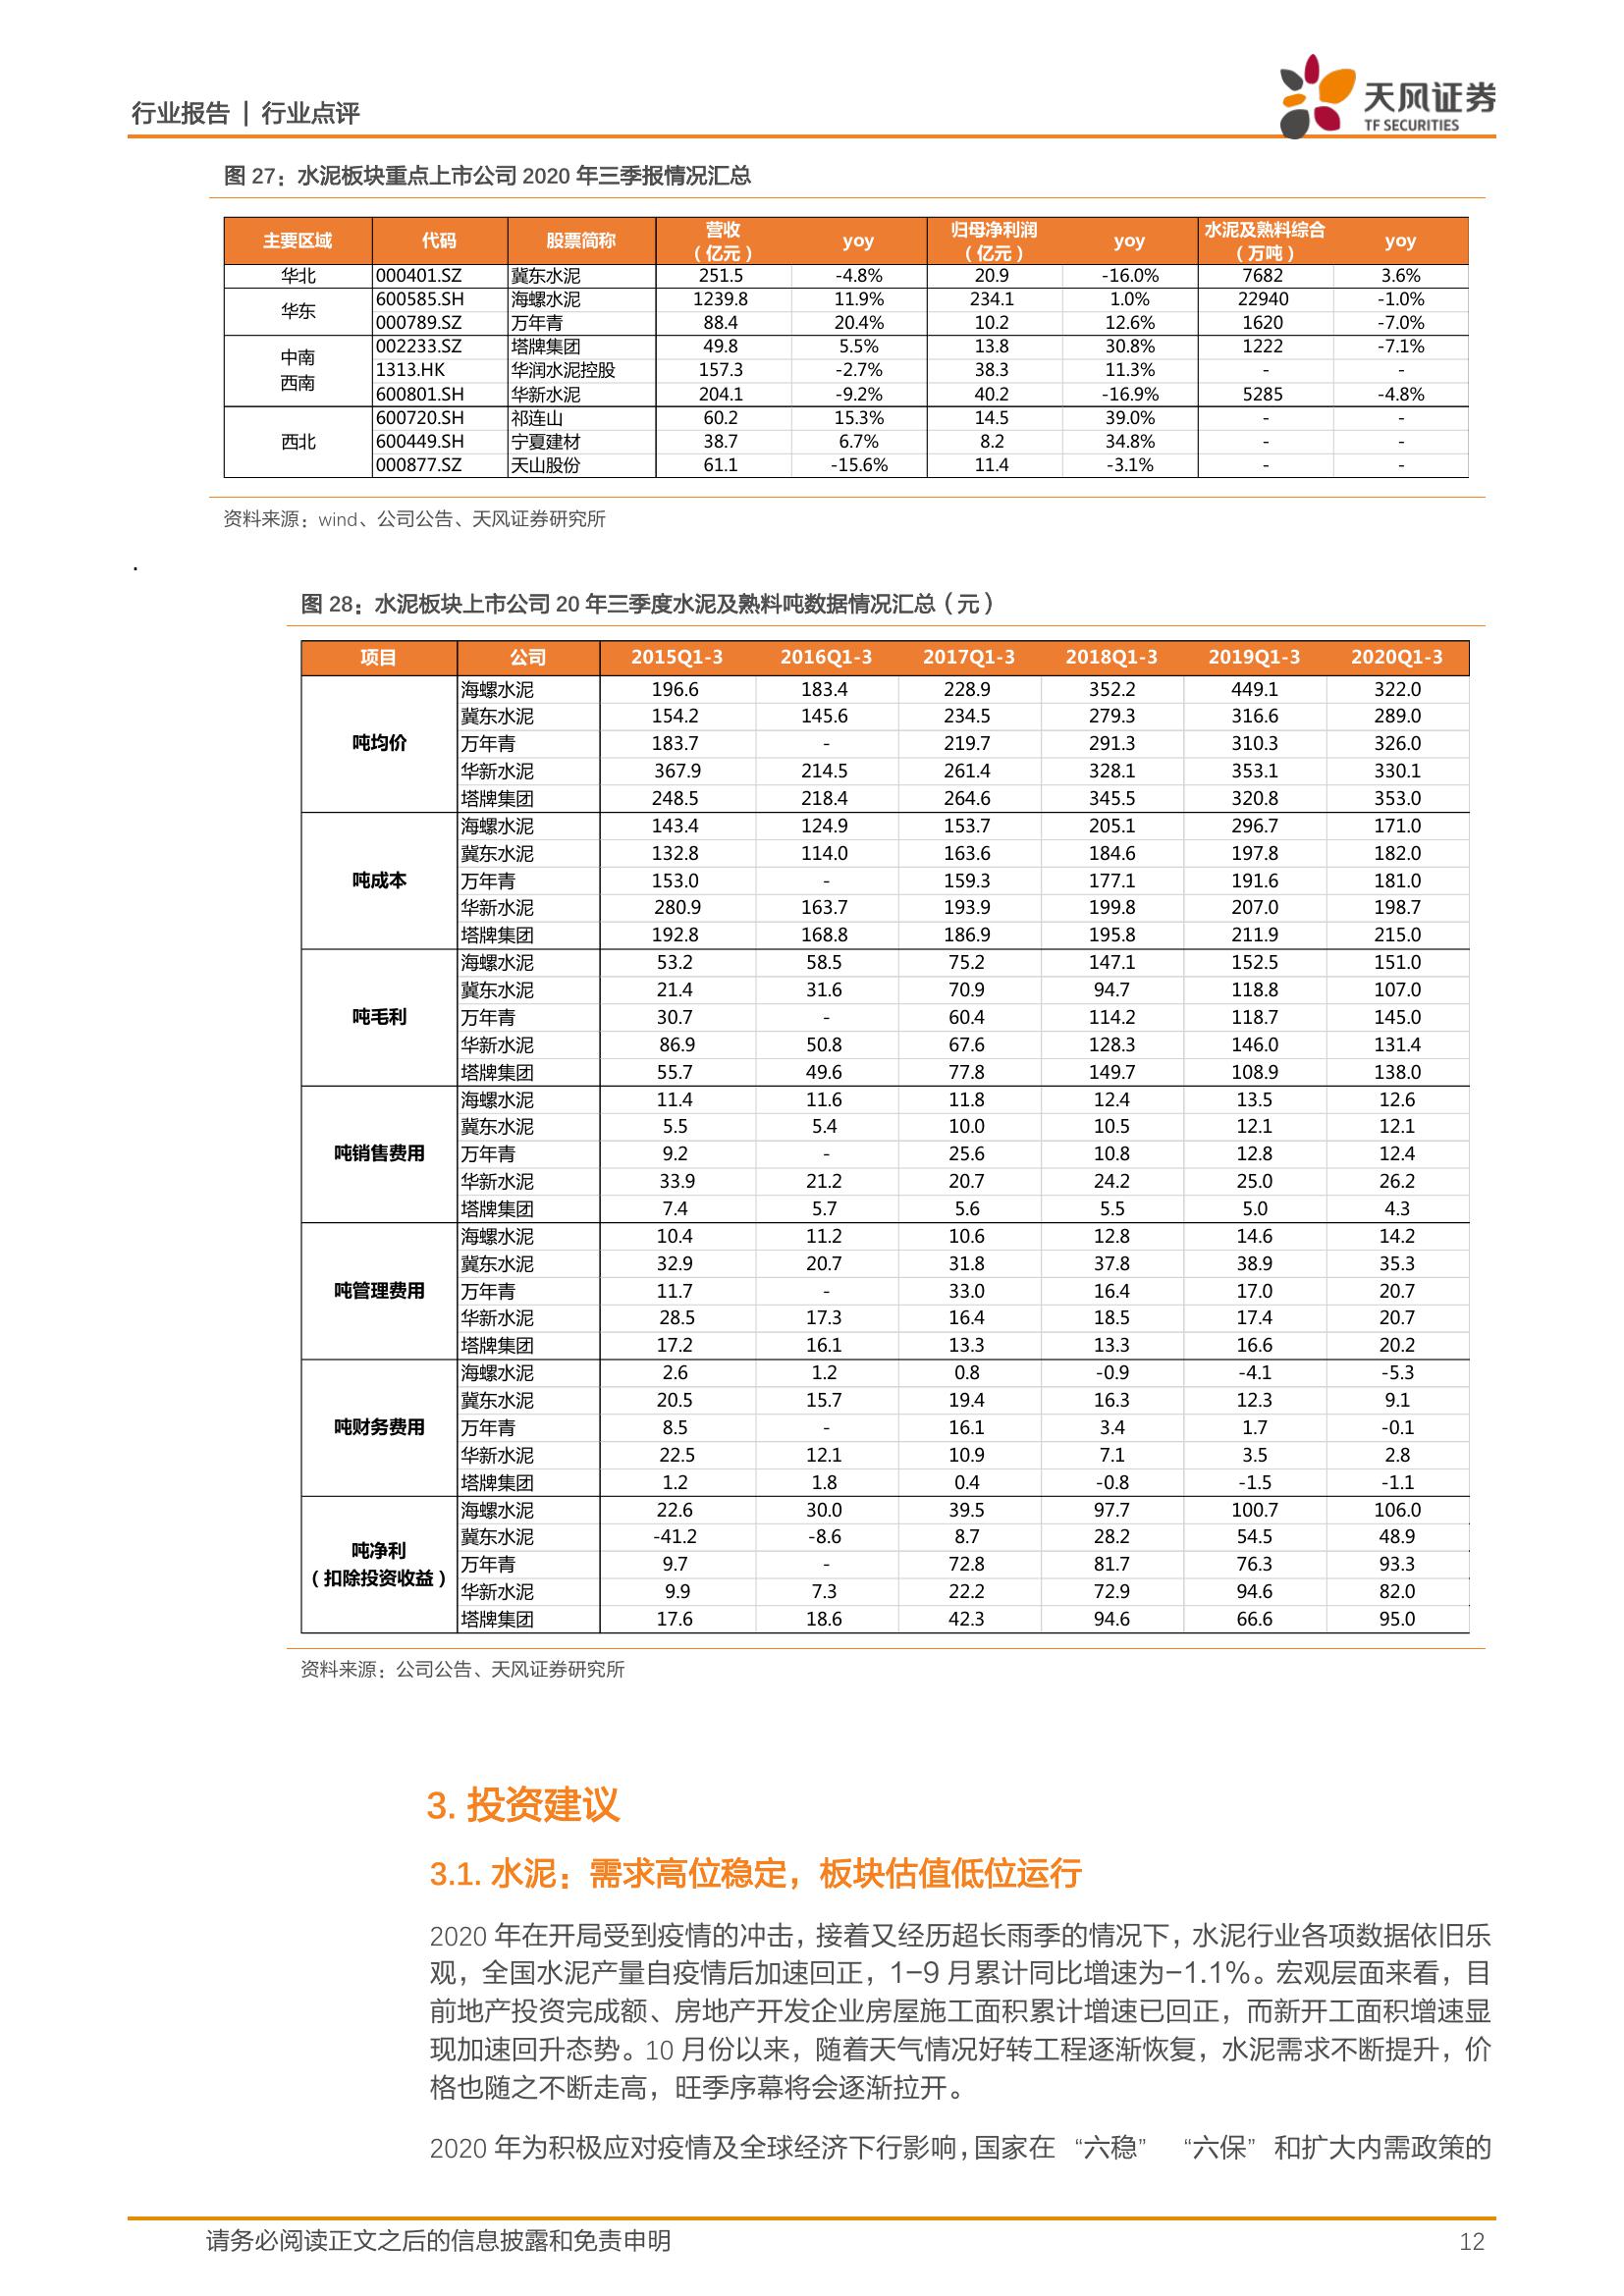 行业报告 | 行业点评
天风证券
TF SECURITIES
图 27：水泥板块重点上市公司 2020 年三季报情况汇总
主要区域 代码 股票简称 营收（亿元） yoy 归母净利润（亿元） yoy 水泥及熟料综合（万吨） yoy
华北 000401.SZ 冀东水泥 251.5 -4.8% 20.9 -16.0% 7682 3.6%
华东 600585.SH 海螺水泥 1239.8 11.9% 234.1 1.0% 22940 -1.0%
000789.SZ 万年青 88.4 20.4% 10.2 12.6% 1620 -7.0%
中南 西南 002233.SZ 塔牌集团 49.8 5.5% 13.8 30.8% 1222 -7.1%
1313.HK 华润水泥控股 157.3 -2.7% 38.3 11.3% - -
600801.SH 华新水泥 204.1 -9.2% 40.2 -16.9% 5285 -4.8%
西北 600720.SH 祁连山 60.2 15.3% 14.5 39.0% - -
600449.SH 宁夏建材 38.7 6.7% 8.2 34.8% - -
000877.SZ 天山股份 61.1 -15.6% 11.4 -3.1% - -
资料来源：wind、公司公告、天风证券研究所
.
图 28：水泥板块上市公司 20 年三季度水泥及熟料吨数据情况汇总（元）
项目 公司 2015Q1-3 2016Q1-3 2017Q1-3 2018Q1-3 2019Q1-3 2020Q1-3
吨均价 海螺水泥 196.6 183.4 228.9 352.2 449.1 322.0
冀东水泥 154.2 145.6 234.5 279.3 316.6 289.0
万年青 183.7 - 219.7 291.3 310.3 326.0
华新水泥 367.9 214.5 261.4 328.1 353.1 330.1
塔牌集团 248.5 218.4 264.6 345.5 320.8 353.0
吨成本 海螺水泥 143.4 124.9 153.7 205.1 296.7 171.0
冀东水泥 132.8 114.0 163.6 184.6 197.8 182.0
万年青 153.0 - 159.3 177.1 191.6 181.0
华新水泥 280.9 163.7 193.9 199.8 207.0 198.7
塔牌集团 192.8 168.8 186.9 195.8 211.9 215.0
吨毛利 海螺水泥 53.2 58.5 75.2 147.1 152.5 151.0
冀东水泥 21.4 31.6 70.9 94.7 118.8 107.0
万年青 30.7 - 60.4 114.2 118.7 145.0
华新水泥 86.9 50.8 67.6 128.3 146.0 131.4
塔牌集团 55.7 49.6 77.8 149.7 108.9 138.0
吨销售费用 海螺水泥 11.4 11.6 11.8 12.4 13.5 12.6
冀东水泥 5.5 5.4 10.0 10.5 12.1 12.1
万年青 9.2 - 25.6 10.8 12.8 12.4
华新水泥 33.9 21.2 20.7 24.2 25.0 26.2
塔牌集团 7.4 5.7 5.6 5.5 5.0 4.3
吨管理费用 海螺水泥 10.4 11.2 10.6 12.8 14.6 14.2
冀东水泥 32.9 20.7 31.8 37.8 38.9 35.3
万年青 11.7 - 33.0 16.4 17.0 20.7
华新水泥 28.5 17.3 16.4 18.5 17.4 20.7
塔牌集团 17.2 16.1 13.3 13.3 16.6 20.2
吨财务费用 海螺水泥 2.6 1.2 0.8 -0.9 -4.1 -5.3
冀东水泥 20.5 15.7 19.4 16.3 12.3 9.1
万年青 8.5 - 16.1 3.4 1.7 -0.1
华新水泥 22.5 12.1 10.9 7.1 3.5 2.8
塔牌集团 1.2 1.8 0.4 -0.8 -1.5 -1.1
吨净利（扣除投资收益） 海螺水泥 22.6 30.0 39.5 97.7 100.7 106.0
冀东水泥 -41.2 -8.6 8.7 28.2 54.5 48.9
万年青 9.7 - 72.8 81.7 76.3 93.3
华新水泥 9.9 7.3 22.2 72.9 94.6 82.0
塔牌集团 17.6 18.6 42.3 94.6 66.6 95.0
资料来源：公司公告、天风证券研究所
3. 投资建议
3.1. 水泥：需求高位稳定，板块估值低位运行
2020 年在开局受到疫情的冲击，接着又经历超长雨季的情况下，水泥行业各项数据依旧乐
观，全国水泥产量自疫情后加速回正，1-9 月累计同比增速为-1.1%。宏观层面来看，目
前地产投资完成额、房地产开发企业房屋施工面积累计增速已回正，而新开工面积增速显
现加速回升态势。10 月份以来，随着天气情况好转工程逐渐恢复，水泥需求不断提升，价
格也随之不断走高，旺季序幕将会逐渐拉开。
2020 年为积极应对疫情及全球经济下行影响，国家在 “六稳” “六保” 和扩大内需政策的
请务必阅读正文之后的信息披露和免责申明 12